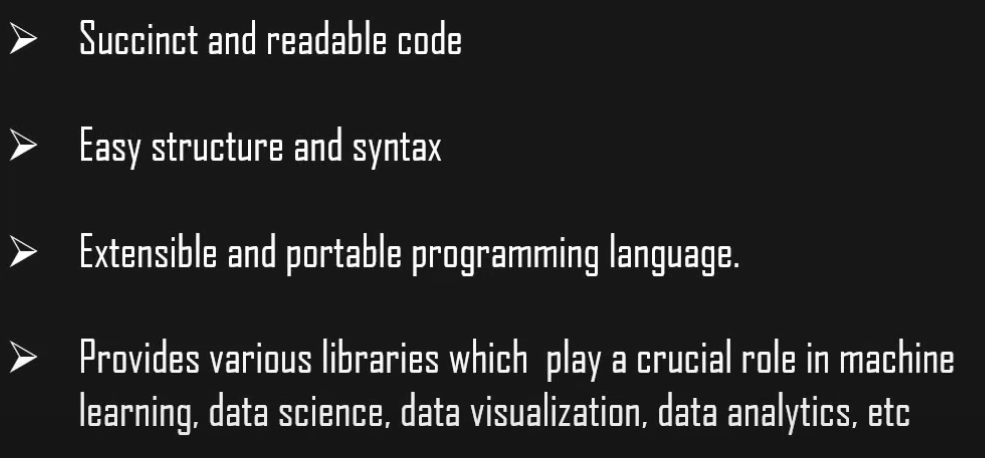 ➢ Succinct and readable code
➢ Easy structure and syntax
➢ Extensible and portable programming language.
➢ Provides various libraries which play a crucial role in machine
learning, data science, data visualization, data analytics, etc